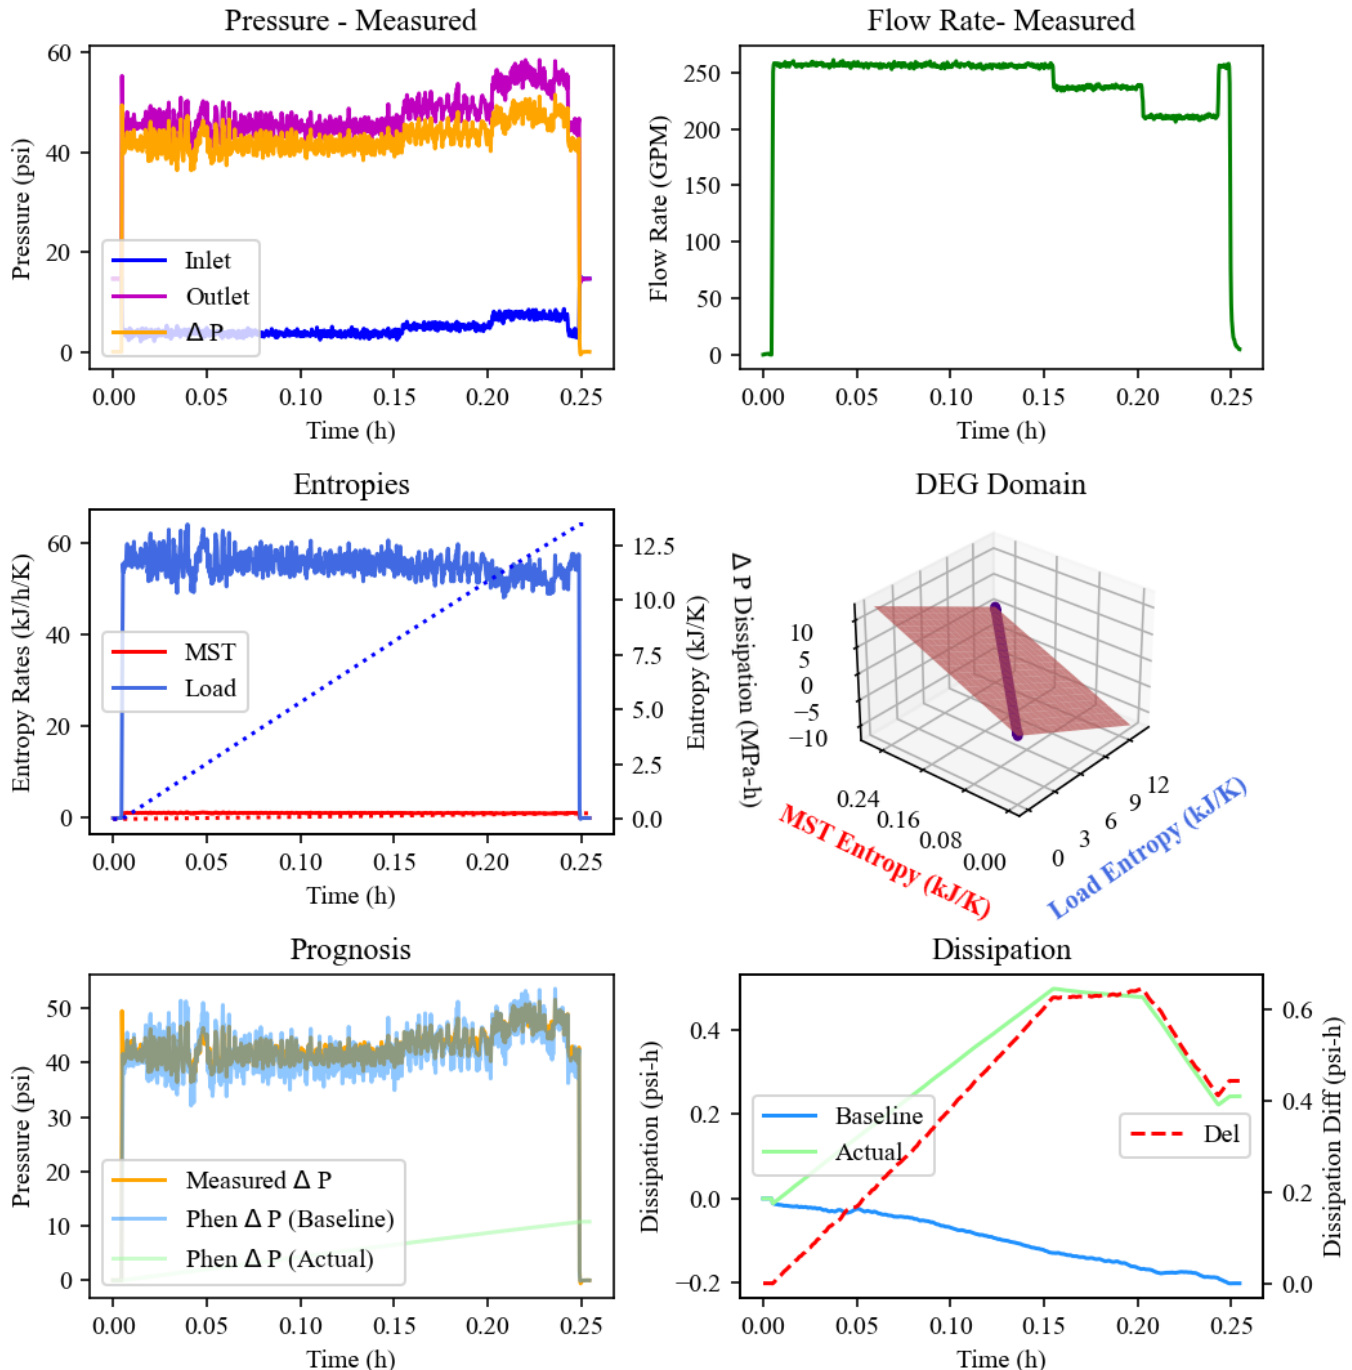 Pressure - Measured
60
40
20
0
Pressure (psi)
Inlet
Outlet
Δ P
0.00 0.05 0.10 0.15 0.20 0.25
Time (h)
Flow Rate- Measured
250
200
150
100
50
0
Flow Rate (GPM)
0.00 0.05 0.10 0.15 0.20 0.25
Time (h)
Entropies
60
40
20
0
Entropy Rates (kJ/h/K)
MST
Load
12.5
10.0
7.5
5.0
2.5
0.0
Entropy (kJ/K)
0.00 0.05 0.10 0.15 0.20 0.25
Time (h)
DEG Domain
Δ P Dissipation (MPa-h)
10
5
0
−5
−10
0.24
0.16
0.08
0.00
MST Entropy (kJ/K)
0
3
6
9
12
Load Entropy (kJ/K)
Prognosis
50
40
30
20
10
0
Pressure (psi)
Measured Δ P
Phen Δ P (Baseline)
Phen Δ P (Actual)
0.00 0.05 0.10 0.15 0.20 0.25
Time (h)
Dissipation
0.4
0.2
0.0
−0.2
Dissipation (psi-h)
Baseline
Actual
Del
0.6
0.4
0.2
0.0
Dissipation Diff (psi-h)
0.00 0.05 0.10 0.15 0.20 0.25
Time (h)